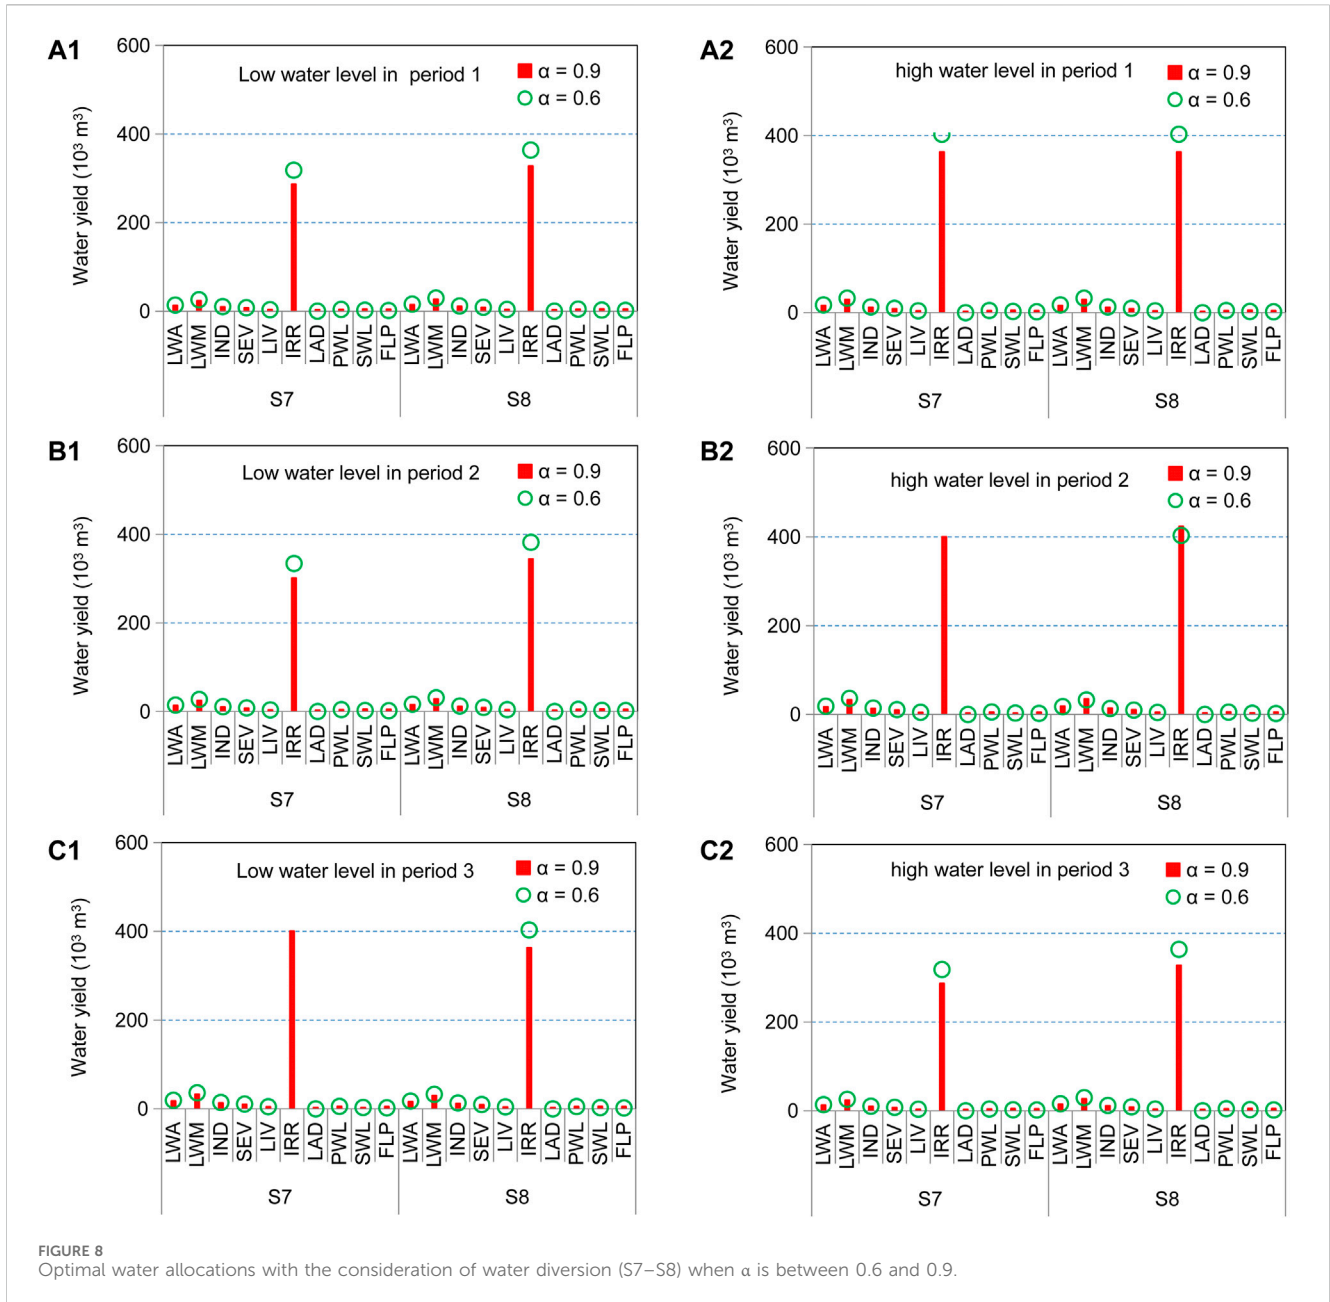 A1
600
400
200
0
Water yield (10³ m³)
Low water level in period 1
α = 0.9
α = 0.6
LWA LWM IND SEV LIV IRR LAD PWL SWL FLP LWA LWM IND SEV LIV IRR LAD PWL SWL FLP
S7 S8
A2
600
400
200
0
Water yield (10³ m³)
high water level in period 1
α = 0.9
α = 0.6
LWA LWM IND SEV LIV IRR LAD PWL SWL FLP LWA LWM IND SEV LIV IRR LAD PWL SWL FLP
S7 S8
B1
600
400
200
0
Water yield (10³ m³)
Low water level in period 2
α = 0.9
α = 0.6
LWA LWM IND SEV LIV IRR LAD PWL SWL FLP LWA LWM IND SEV LIV IRR LAD PWL SWL FLP
S7 S8
B2
600
400
200
0
Water yield (10³ m³)
high water level in period 2
α = 0.9
α = 0.6
LWA LWM IND SEV LIV IRR LAD PWL SWL FLP LWA LWM IND SEV LIV IRR LAD PWL SWL FLP
S7 S8
C1
600
400
200
0
Water yield (10³ m³)
Low water level in period 3
α = 0.9
α = 0.6
LWA LWM IND SEV LIV IRR LAD PWL SWL FLP LWA LWM IND SEV LIV IRR LAD PWL SWL FLP
S7 S8
C2
600
400
200
0
Water yield (10³ m³)
high water level in period 3
α = 0.9
α = 0.6
LWA LWM IND SEV LIV IRR LAD PWL SWL FLP LWA LWM IND SEV LIV IRR LAD PWL SWL FLP
S7 S8
FIGURE 8
Optimal water allocations with the consideration of water diversion (S7–S8) when α is between 0.6 and 0.9.